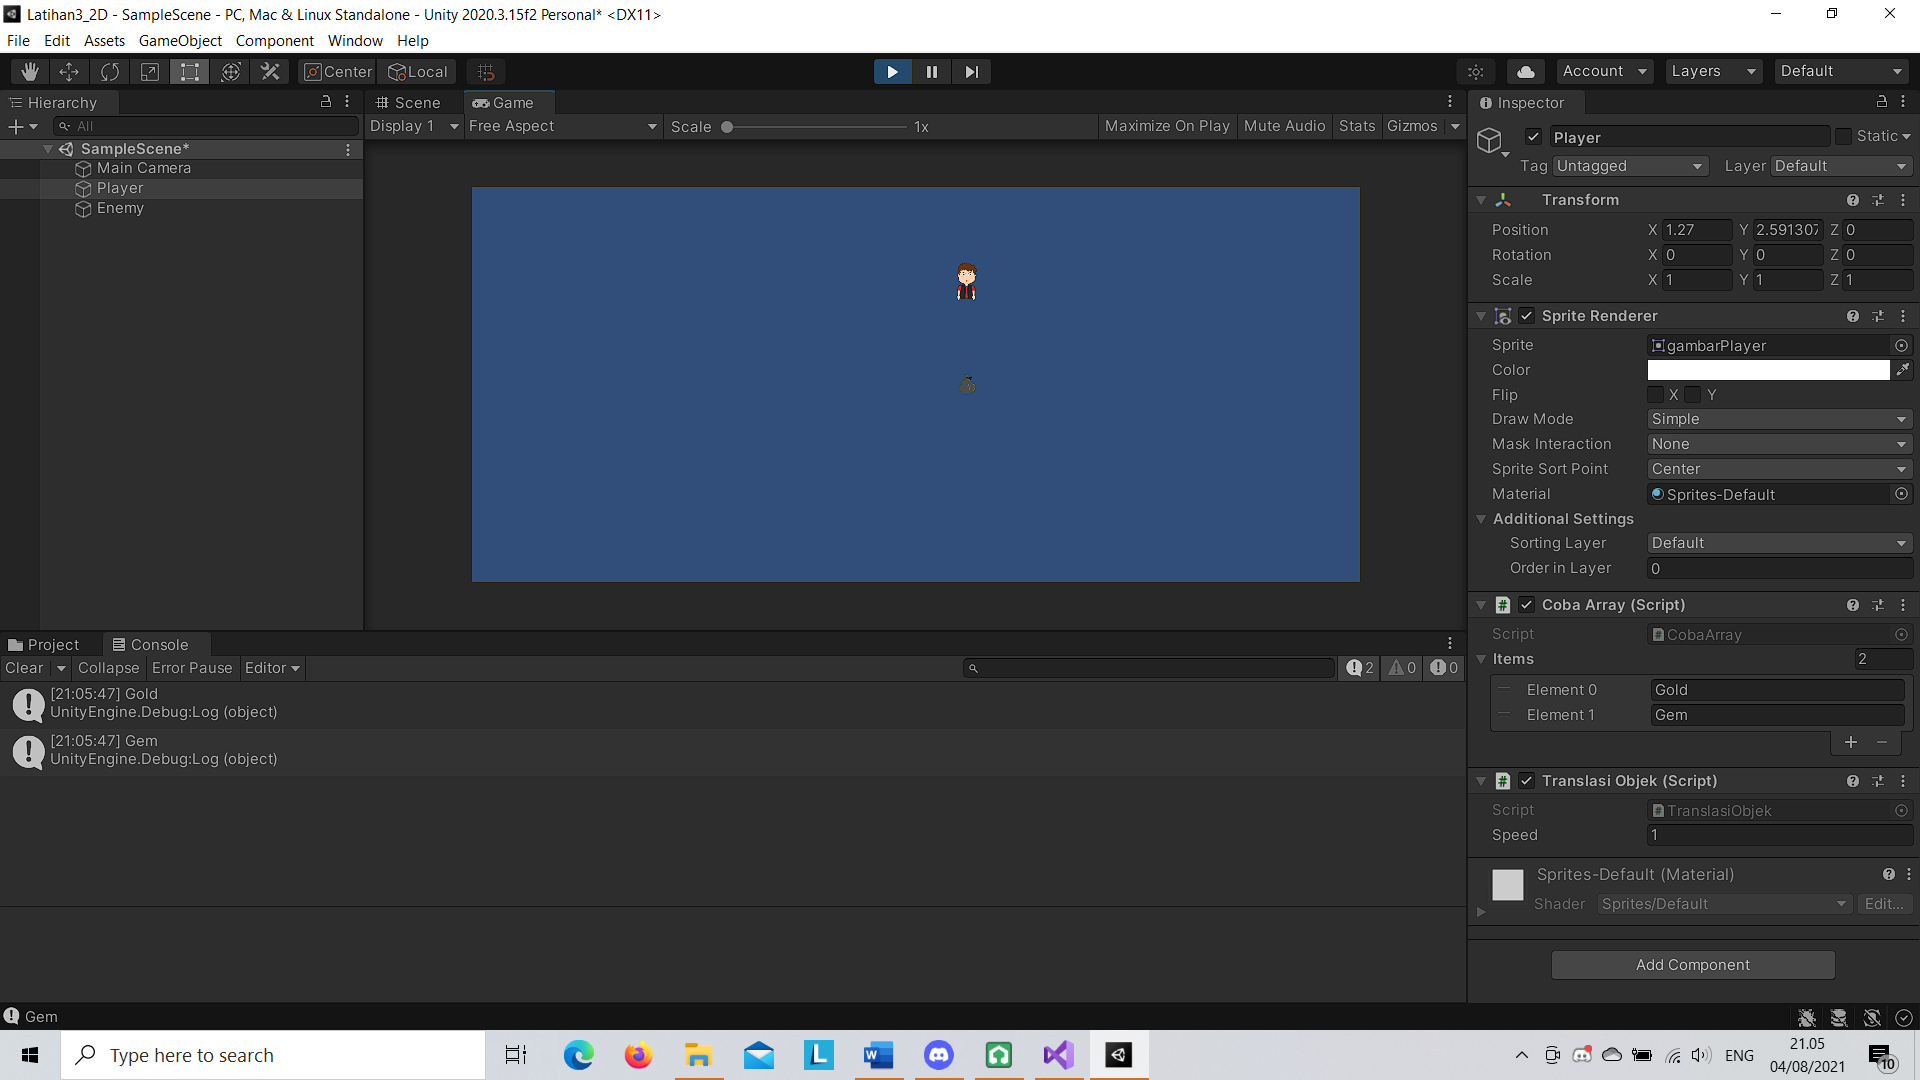 Latihan3_2D - SampleScene - PC, Mac & Linux Standalone - Unity 2020.3.15f2 Personal* <DX11>
File Edit Assets GameObject Component Window Help
Center Local Account Layers Default
Hierarchy
All
SampleScene*
Main Camera
Player
Enemy
Scene Game
Display 1 Free Aspect Scale 1x Maximize On Play Mute Audio Stats Gizmos
Inspector
Player Static
Tag Untagged Layer Default
Transform
Position X 1.27 Y 2.591307 Z 0
Rotation X 0 Y 0 Z 0
Scale X 1 Y 1 Z 1
Sprite Renderer
Sprite gambarPlayer
Color
Flip X Y
Draw Mode Simple
Mask Interaction None
Sprite Sort Point Center
Material Sprites-Default
Additional Settings
Sorting Layer Default
Order in Layer 0
Coba Array (Script)
Script CobaArray
Items 2
Element 0 Gold
Element 1 Gem
Translasi Objek (Script)
Script TranslasiObjek
Speed 1
Sprites-Default (Material)
Shader Sprites/Default Edit...
Add Component
Project Console
Clear Collapse Error Pause Editor 2 0 0
[21:05:47] Gold
UnityEngine.Debug:Log (object)
[21:05:47] Gem
UnityEngine.Debug:Log (object)
Gem
Type here to search
L
W
ENG
21.05
04/08/2021
10